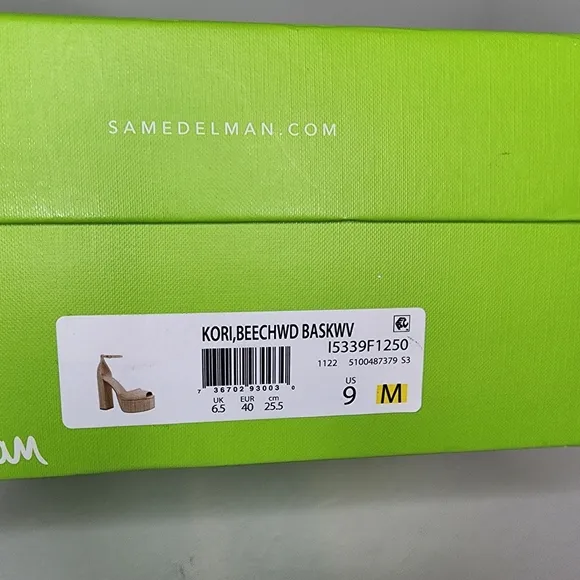 SAMEDELMAN.COM
KORI,BEECHWD BASKWV
I5339F1250
1122 5100487379 S3
7 36702 93003 0
UK EUR cm
6.5 40 25.5
US
9 M